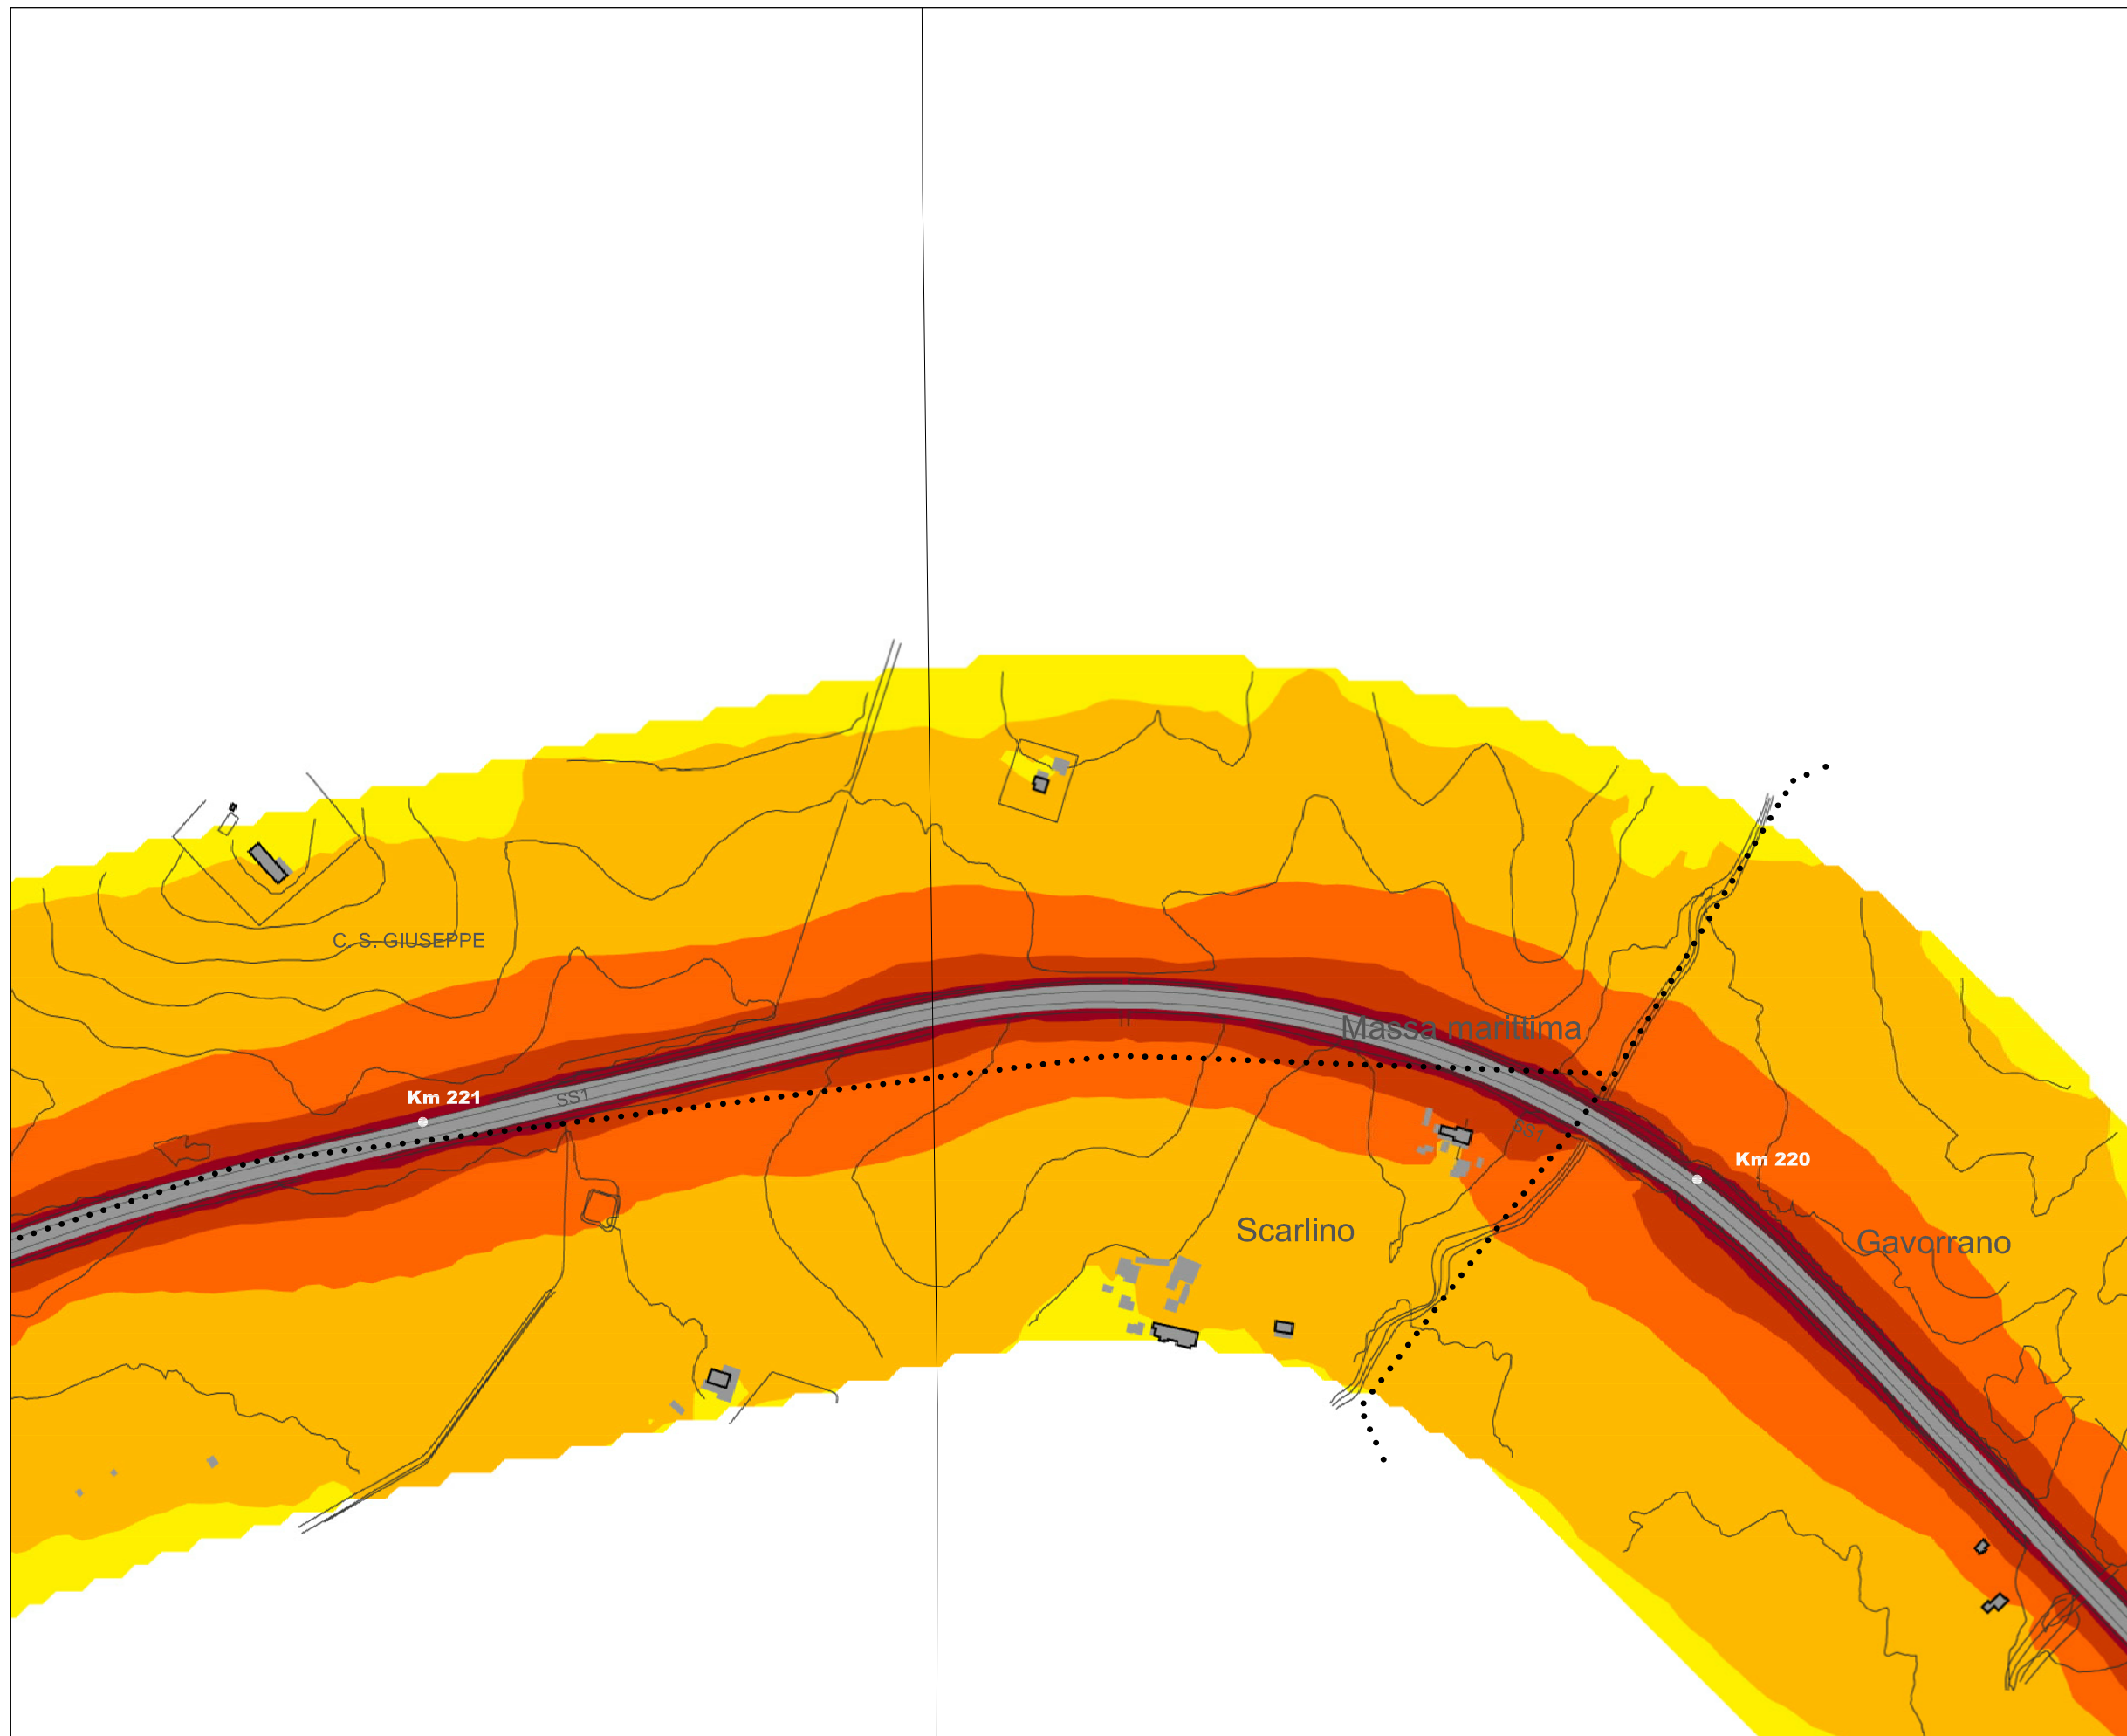 C. S. GIUSEPPE
Massa marittima
Km 221
SS1
SS1
Km 220
Scarlino
Gavorrano